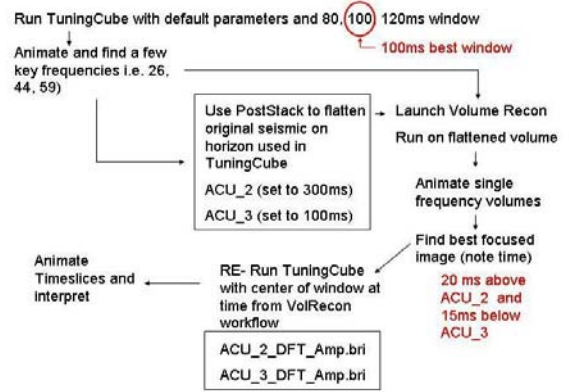 Run TuningCube with default parameters and 80, 100 120ms window
100ms best window
Animate and find a few
key frequencies i.e. 26,
44, 59)
Use PostStack to flatten
original seismic on
horizon used in
TuningCube
ACU_2 (set to 300ms)
ACU_3 (set to 100ms)
Launch Volume Recon
Run on flattened volume
Animate single
frequency volumes
Find best focused
image (note time)
20 ms above
ACU_2 and
15ms below
ACU_3
RE- Run TuningCube
with center of window at
time from VolRecon
workflow
ACU_2_DFT_Amp.bri
ACU_3_DFT_Amp.bri
Animate
Timeslices and
interpret